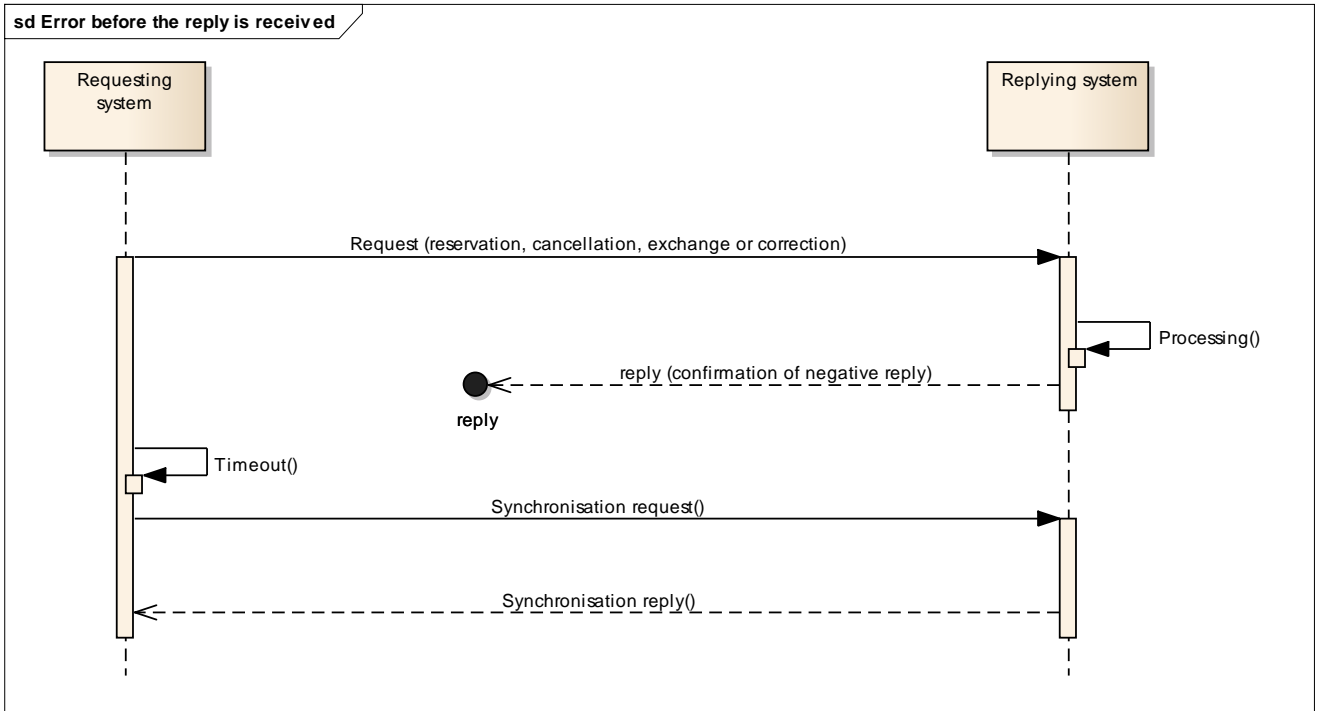 sd Error before the reply is received
Requesting
system
Replying system
Request (reservation, cancellation, exchange or correction)
Processing()
reply (confirmation of negative reply)
reply
Timeout()
Synchronisation request()
Synchronisation reply()